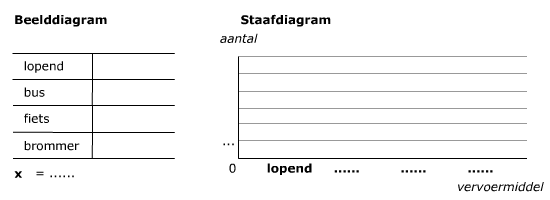 Beelddiagram
lopend
bus
fiets
brommer
x = ......
Staafdiagram
aantal
...
0 lopend ...... ...... ......
vervoermiddel